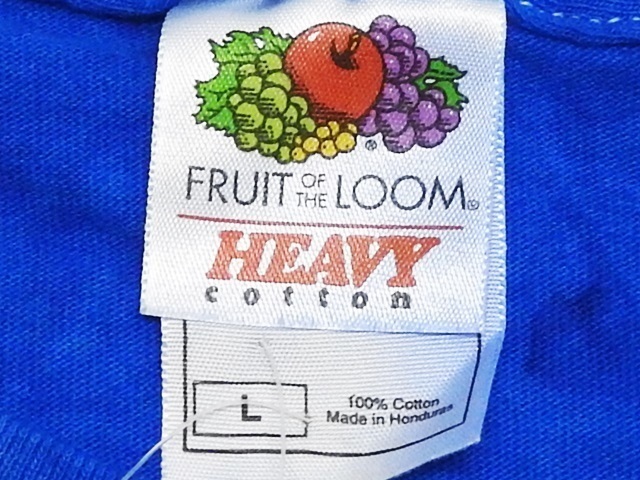 FRUIT OF THE LOOM®
HEAVY
cotton
L
100% Cotton
Made in Honduras